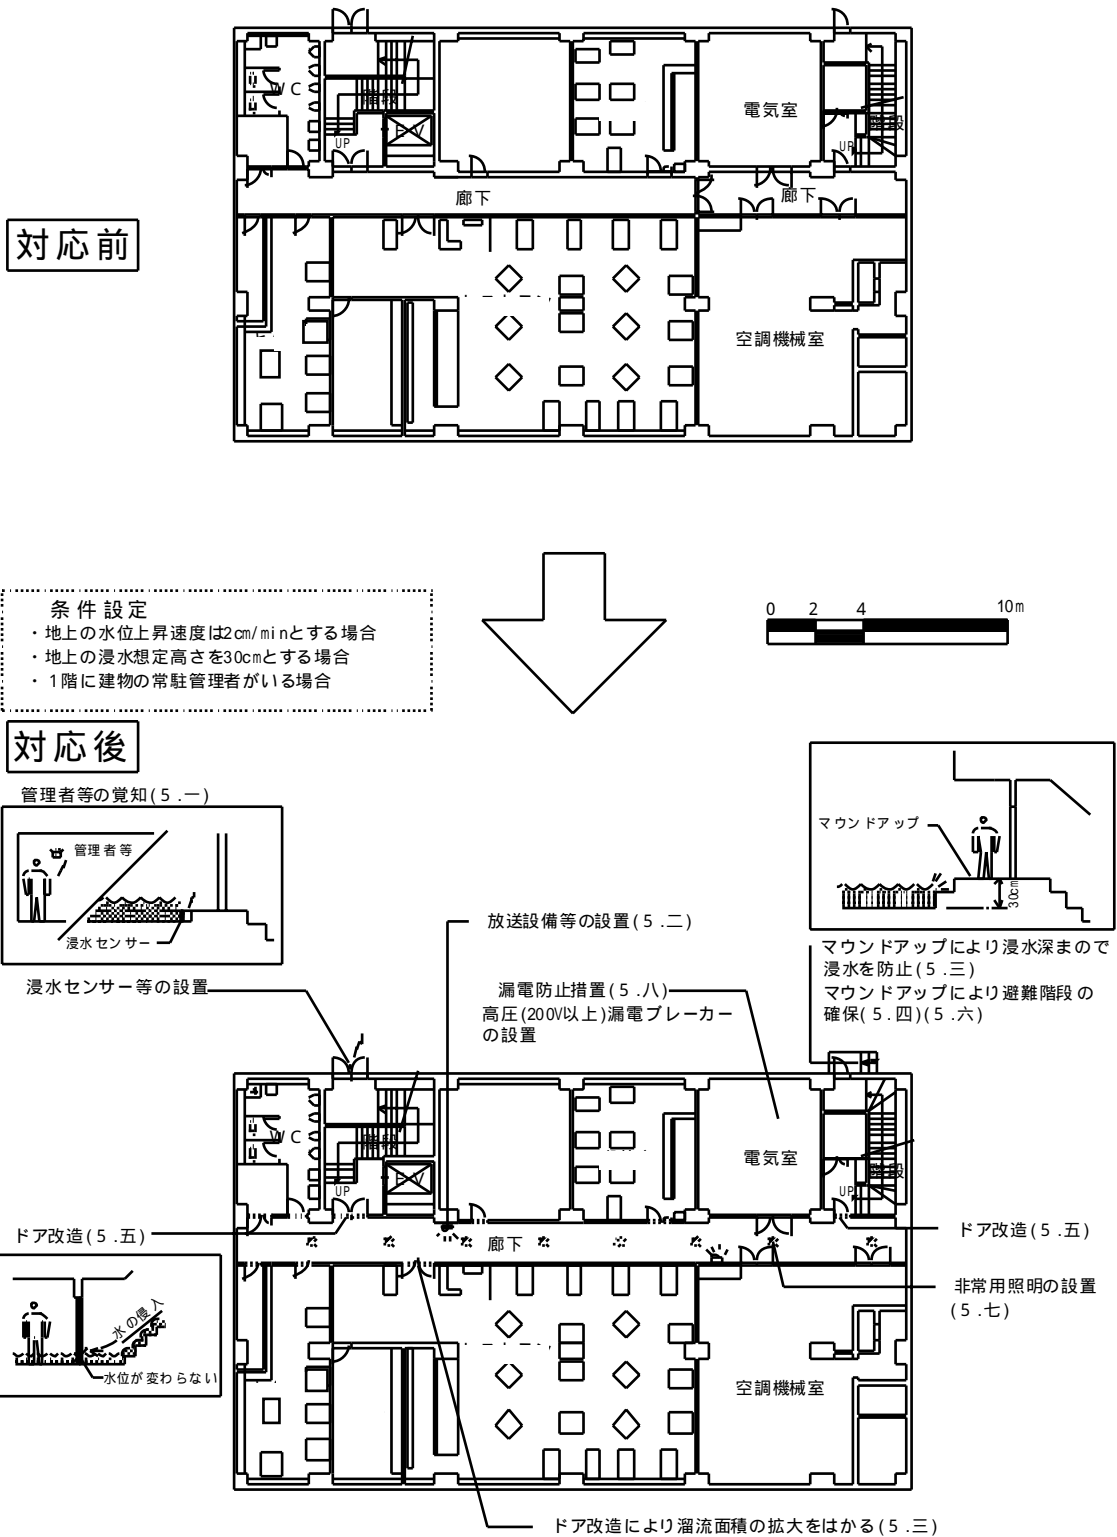 WC
階段
EV
UP
電気室
階段
UP
廊下
廊下
対応前
空調機械室
条件設定
・地上の水位上昇速度は2cm/minとする場合
・地上の浸水想定高さを30cmとする場合
・1階に建物の常駐管理者がいる場合
0 2 4 10m
対応後
管理者等の覚知(5.一)
管理者等
浸水センサー
浸水センサー等の設置
放送設備等の設置(5.二)
漏電防止措置(5.八)
高圧(200V以上)漏電ブレーカー
の設置
マウンドアップ
30cm
マウンドアップにより浸水深まので
浸水を防止(5.三)
マウンドアップにより避難階段の
確保(5.四)(5.六)
WC
階段
EV
UP
電気室
階段
UP
ドア改造(5.五)
廊下
ドア改造(5.五)
非常用照明の設置
(5.七)
水の侵入
水位が変わらない
空調機械室
ドア改造により溜流面積の拡大をはかる(5.三)